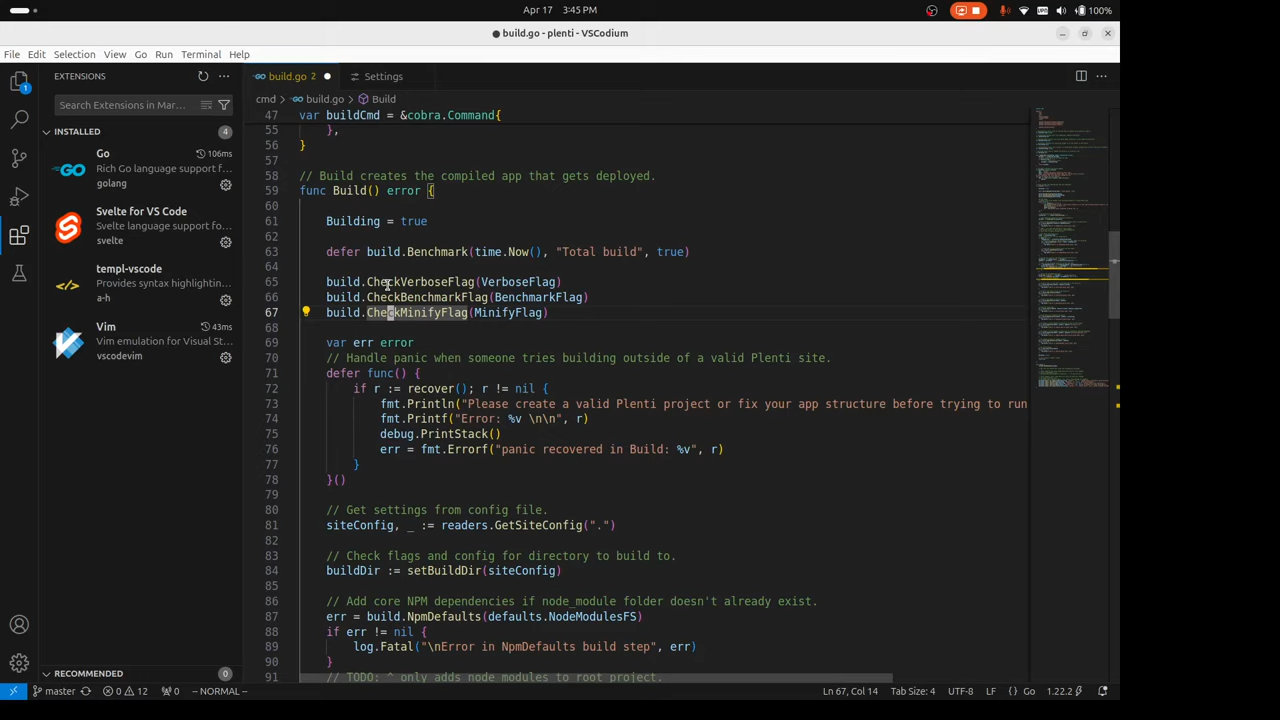 Apr 17 3:45 PM
100%
build.go - plenti - VSCodium
File Edit Selection View Go Run Terminal Help
EXTENSIONS
Search Extensions in Mar...
INSTALLED 4
Go 106ms
Rich Go language support f...
golang
Svelte for VS Code
Svelte language support fo...
svelte
templ-vscode
Provides syntax highlightin...
a-h
Vim 43ms
Vim emulation for Visual St...
vscodevim
RECOMMENDED 0
build.go 2 Settings
cmd > build.go > Build
47 var buildCmd = &cobra.Command{
55 },
56 }
57
58 // Build creates the compiled app that gets deployed.
59 func Build() error {
60
61 Building = true
62
63 defer build.Benchmark(time.Now(), "Total build", true)
64
65 build.CheckVerboseFlag(VerboseFlag)
66 build.CheckBenchmarkFlag(BenchmarkFlag)
67 build.CheckMinifyFlag(MinifyFlag)
68
69 var err error
70 // Handle panic when someone tries building outside of a valid Plenti site.
71 defer func() {
72 if r := recover(); r != nil {
73 fmt.Println("Please create a valid Plenti project or fix your app structure before trying to run
74 fmt.Printf("Error: %v \n\n", r)
75 debug.PrintStack()
76 err = fmt.Errorf("panic recovered in Build: %v", r)
77 }
78 }()
79
80 // Get settings from config file.
81 siteConfig, _ := readers.GetSiteConfig(".")
82
83 // Check flags and config for directory to build to.
84 buildDir := setBuildDir(siteConfig)
85
86 // Add core NPM dependencies if node_module folder doesn't already exist.
87 err = build.NpmDefaults(defaults.NodeModulesFS)
88 if err != nil {
89 log.Fatal("\nError in NpmDefaults build step", err)
90 }
91 // TODO: ^ only adds node modules to root project.
master 0 12 0 -- NORMAL -- Ln 67, Col 14 Tab Size: 4 UTF-8 LF {} Go 1.22.2